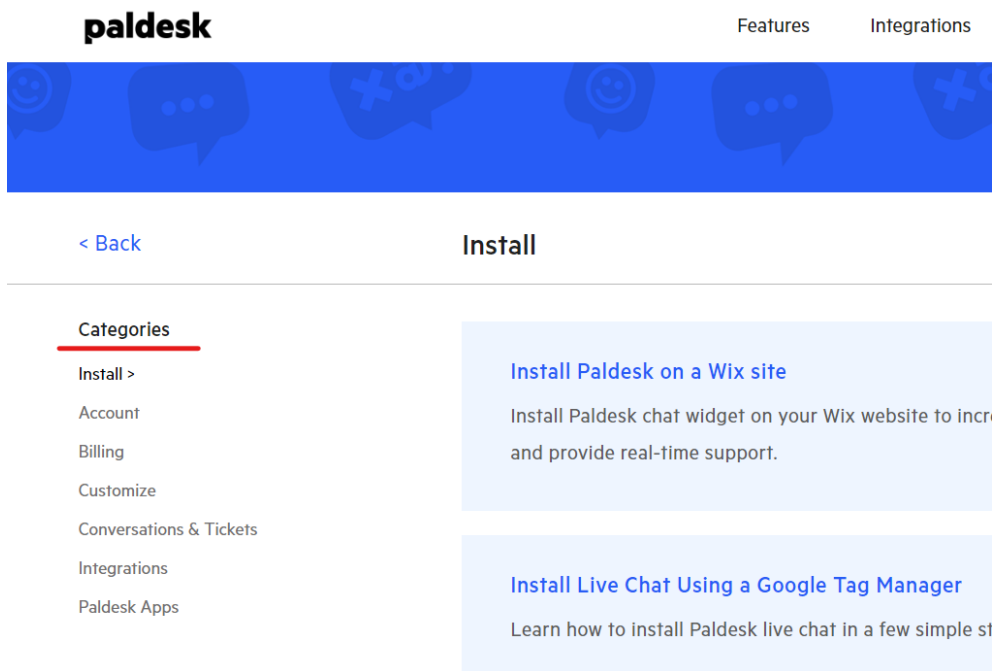 paldesk
Features
Integrations
< Back
Install
Categories
Install >
Account
Billing
Customize
Conversations & Tickets
Integrations
Paldesk Apps
Install Paldesk on a Wix site
Install Paldesk chat widget on your Wix website to
and provide real-time support.
Install Live Chat Using a Google Tag Manager
Learn how to install Paldesk live chat in a few simple